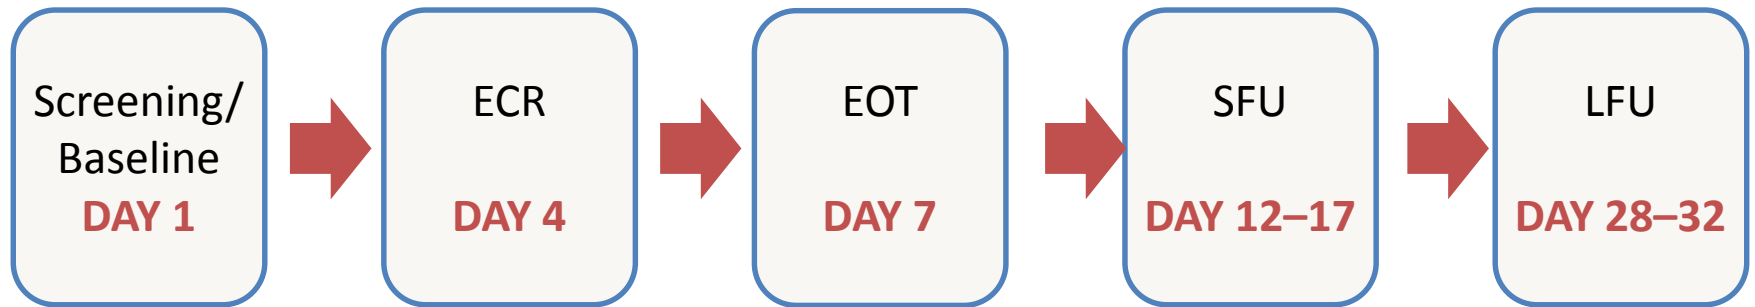 Screening/
Baseline
DAY 1
ECR
DAY 4
EOT
DAY 7
SFU
DAY 12–17
LFU
DAY 28–32